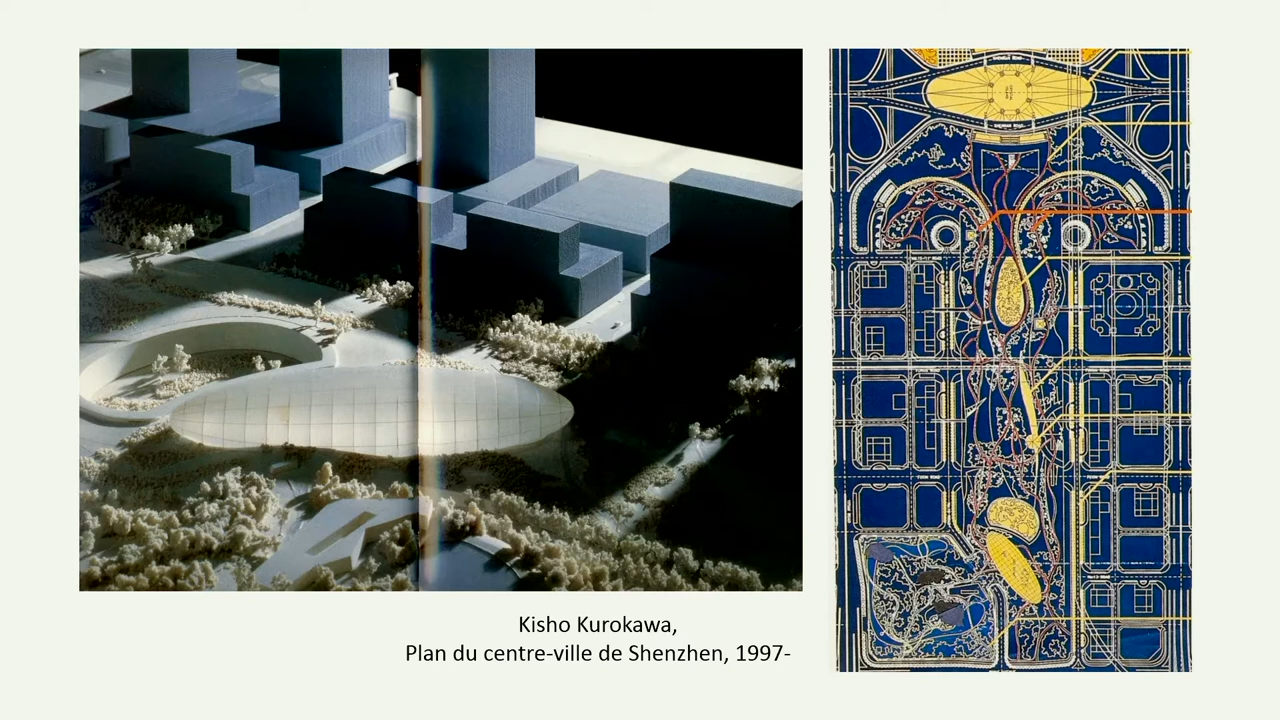 Kisho Kurokawa,
Plan du centre-ville de Shenzhen, 1997-